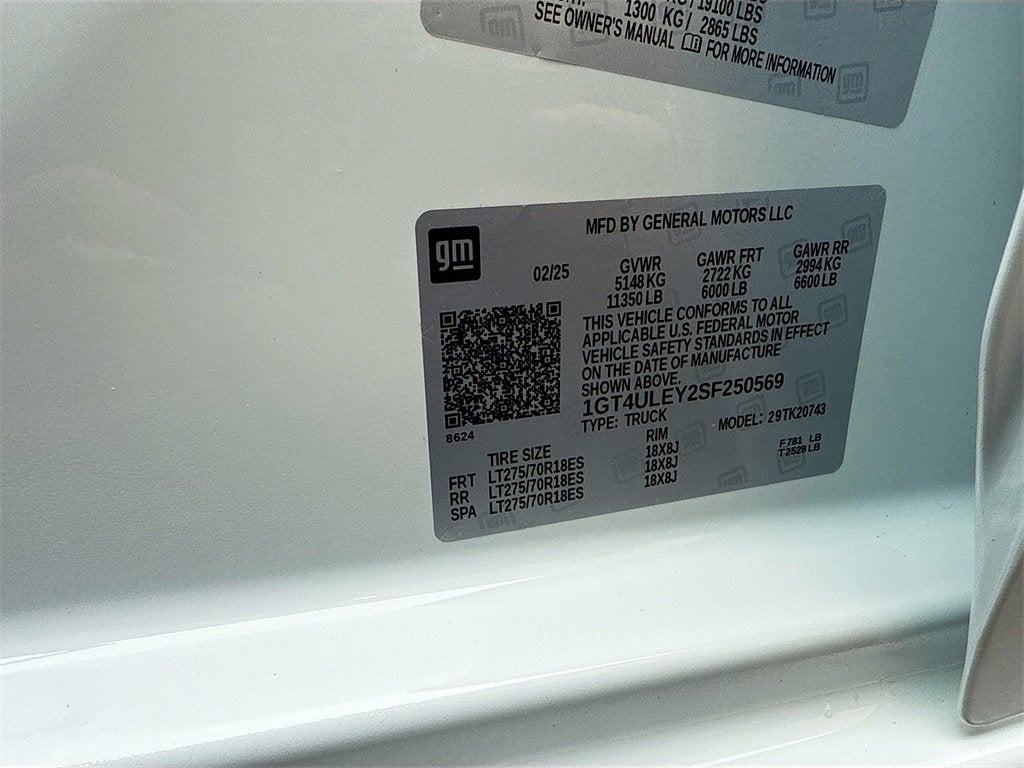 19100 LBS
1300 KG / 2865 LBS
SEE OWNER'S MANUAL FOR MORE INFORMATION
gm
MFD BY GENERAL MOTORS LLC
gm
02/25
GVWR GAWR FRT GAWR RR
5148 KG 2722 KG 2994 KG
11350 LB 6000 LB 6600 LB
THIS VEHICLE CONFORMS TO ALL
APPLICABLE U.S. FEDERAL MOTOR
VEHICLE SAFETY STANDARDS IN EFFECT
ON THE DATE OF MANUFACTURE
SHOWN ABOVE.
1GT4ULEY2SF250569
TYPE: TRUCK MODEL: 29TK20743
8624
TIRE SIZE RIM
FRT LT275/70R18ES 18X8J
RR LT275/70R18ES 18X8J
SPA LT275/70R18ES 18X8J
F781 LB
T2528 LB